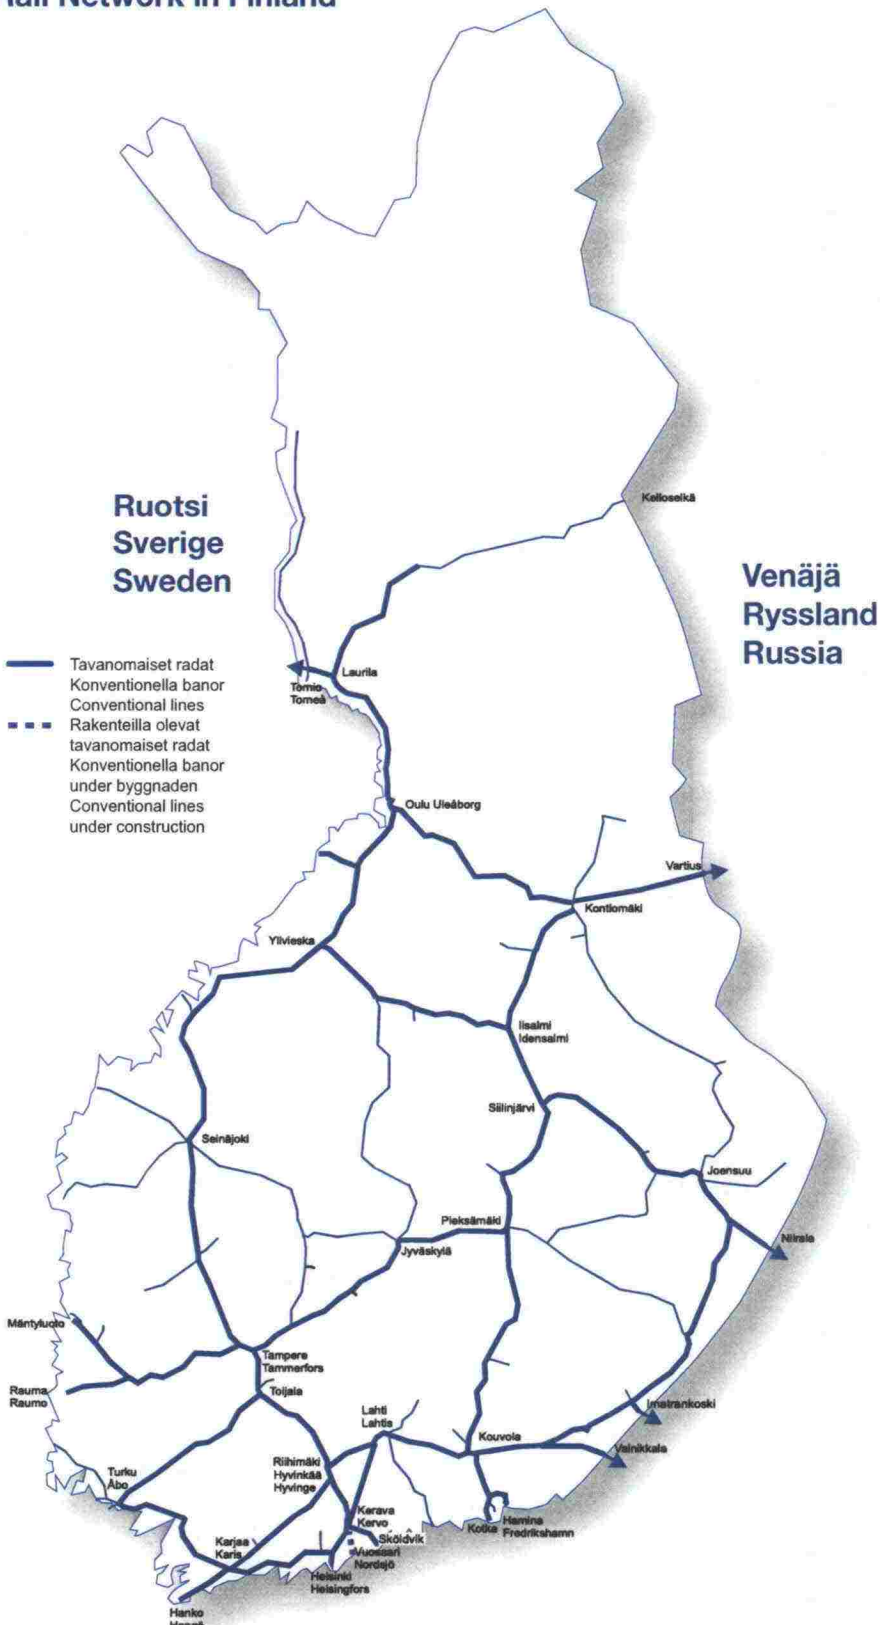 Rail Network in Finland
Ruotsi
Sverige
Sweden
Kelloselkä
Venäjä
Ryssland
Russia
Tavanomaiset radat
Konventionella banor
Conventional lines
Rakenteilla olevat
tavanomaiset radat
Konventionella banor
under byggnaden
Conventional lines
under construction
Laurila
Tornio
Torneå
Oulu Uleåborg
Vartius
Kontiomäki
Ylivieska
Iisalmi
Idensalmi
Siilinjärvi
Seinäjoki
Joensuu
Pieksämäki
Jyväskylä
Niirala
Mäntyluoto
Tampere
Tammerfors
Rauma
Raumo
Toijala
Imatrankoski
Lahti
Lahtis
Kouvola
Vainikkala
Riihimäki
Hyvinkää
Hyvinge
Turku
Åbo
Kerava
Kervo
Hamina
Fredrikshamn
Kotka
Sköldvik
Karjaa
Karis
Vuosaari
Nordsjö
Helsinki
Helsingfors
Hanko